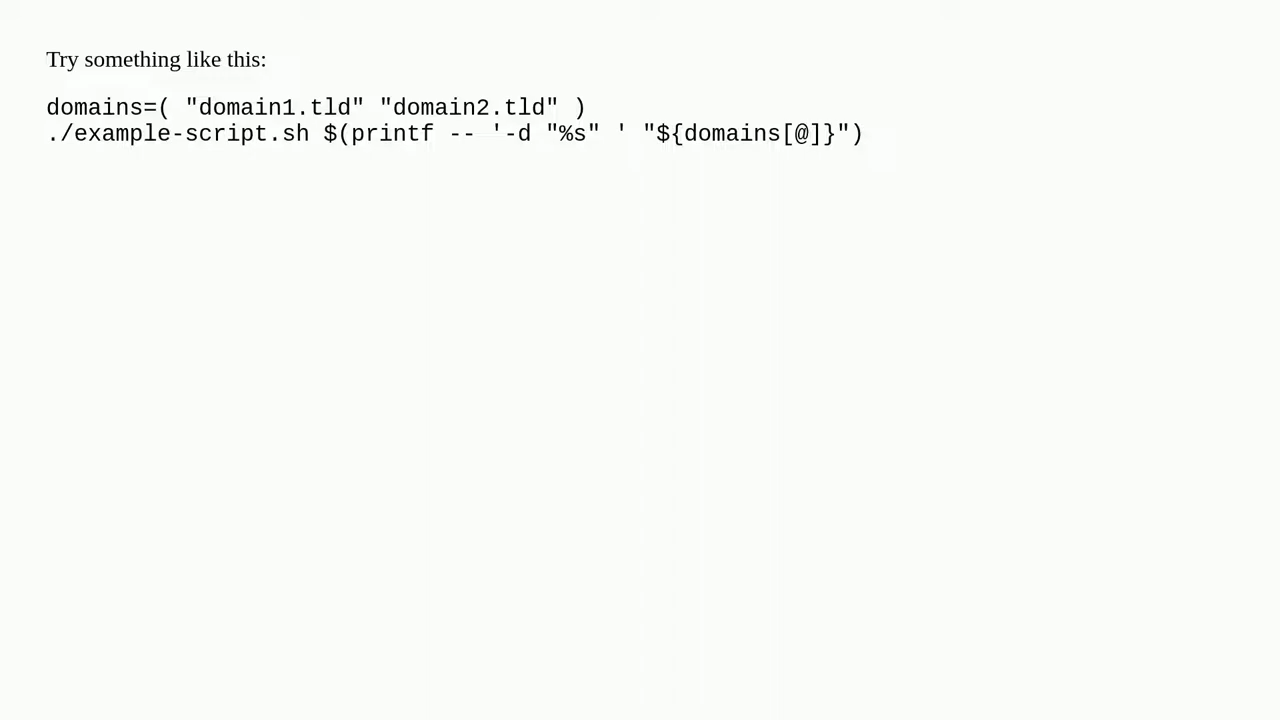 Try something like this:
domains=( "domain1.tld" "domain2.tld" )
./example-script.sh $(printf -- '-d "%s" ' "${domains[@]}")